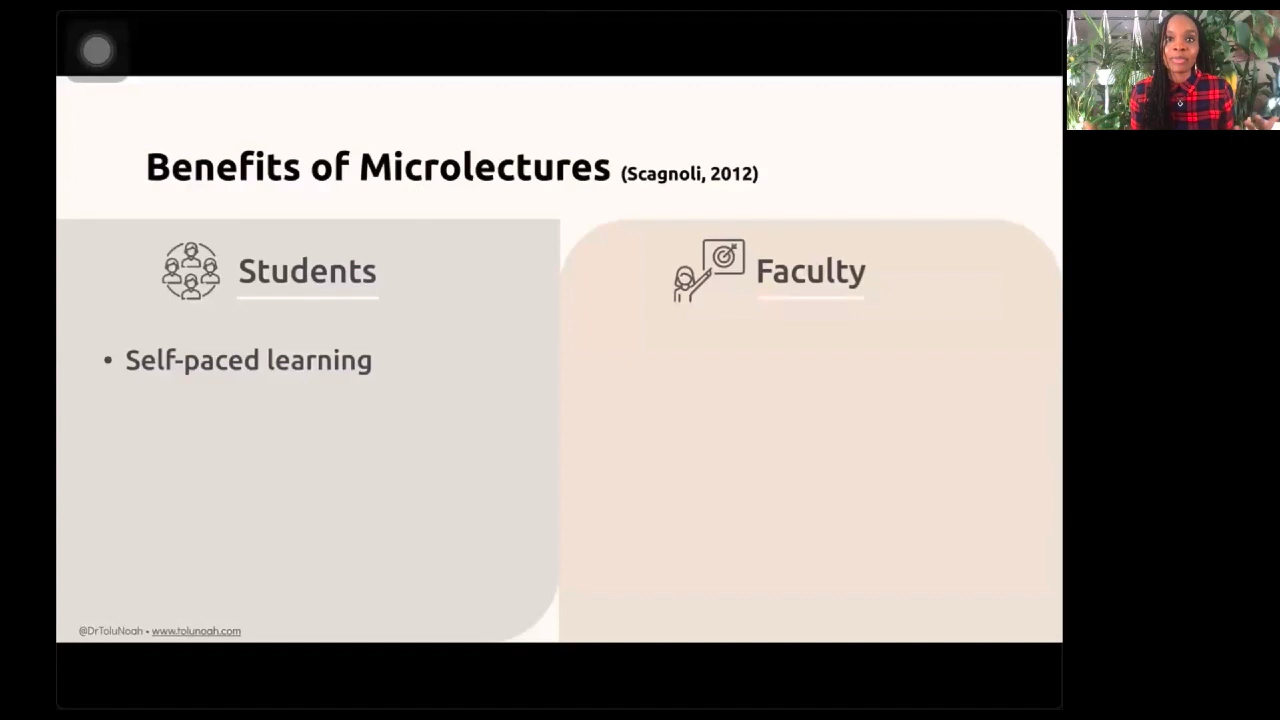 Benefits of Microlectures (Scagnoli, 2012)
Students
Faculty
• Self-paced learning
@DrToluNoah • www.tolunoah.com